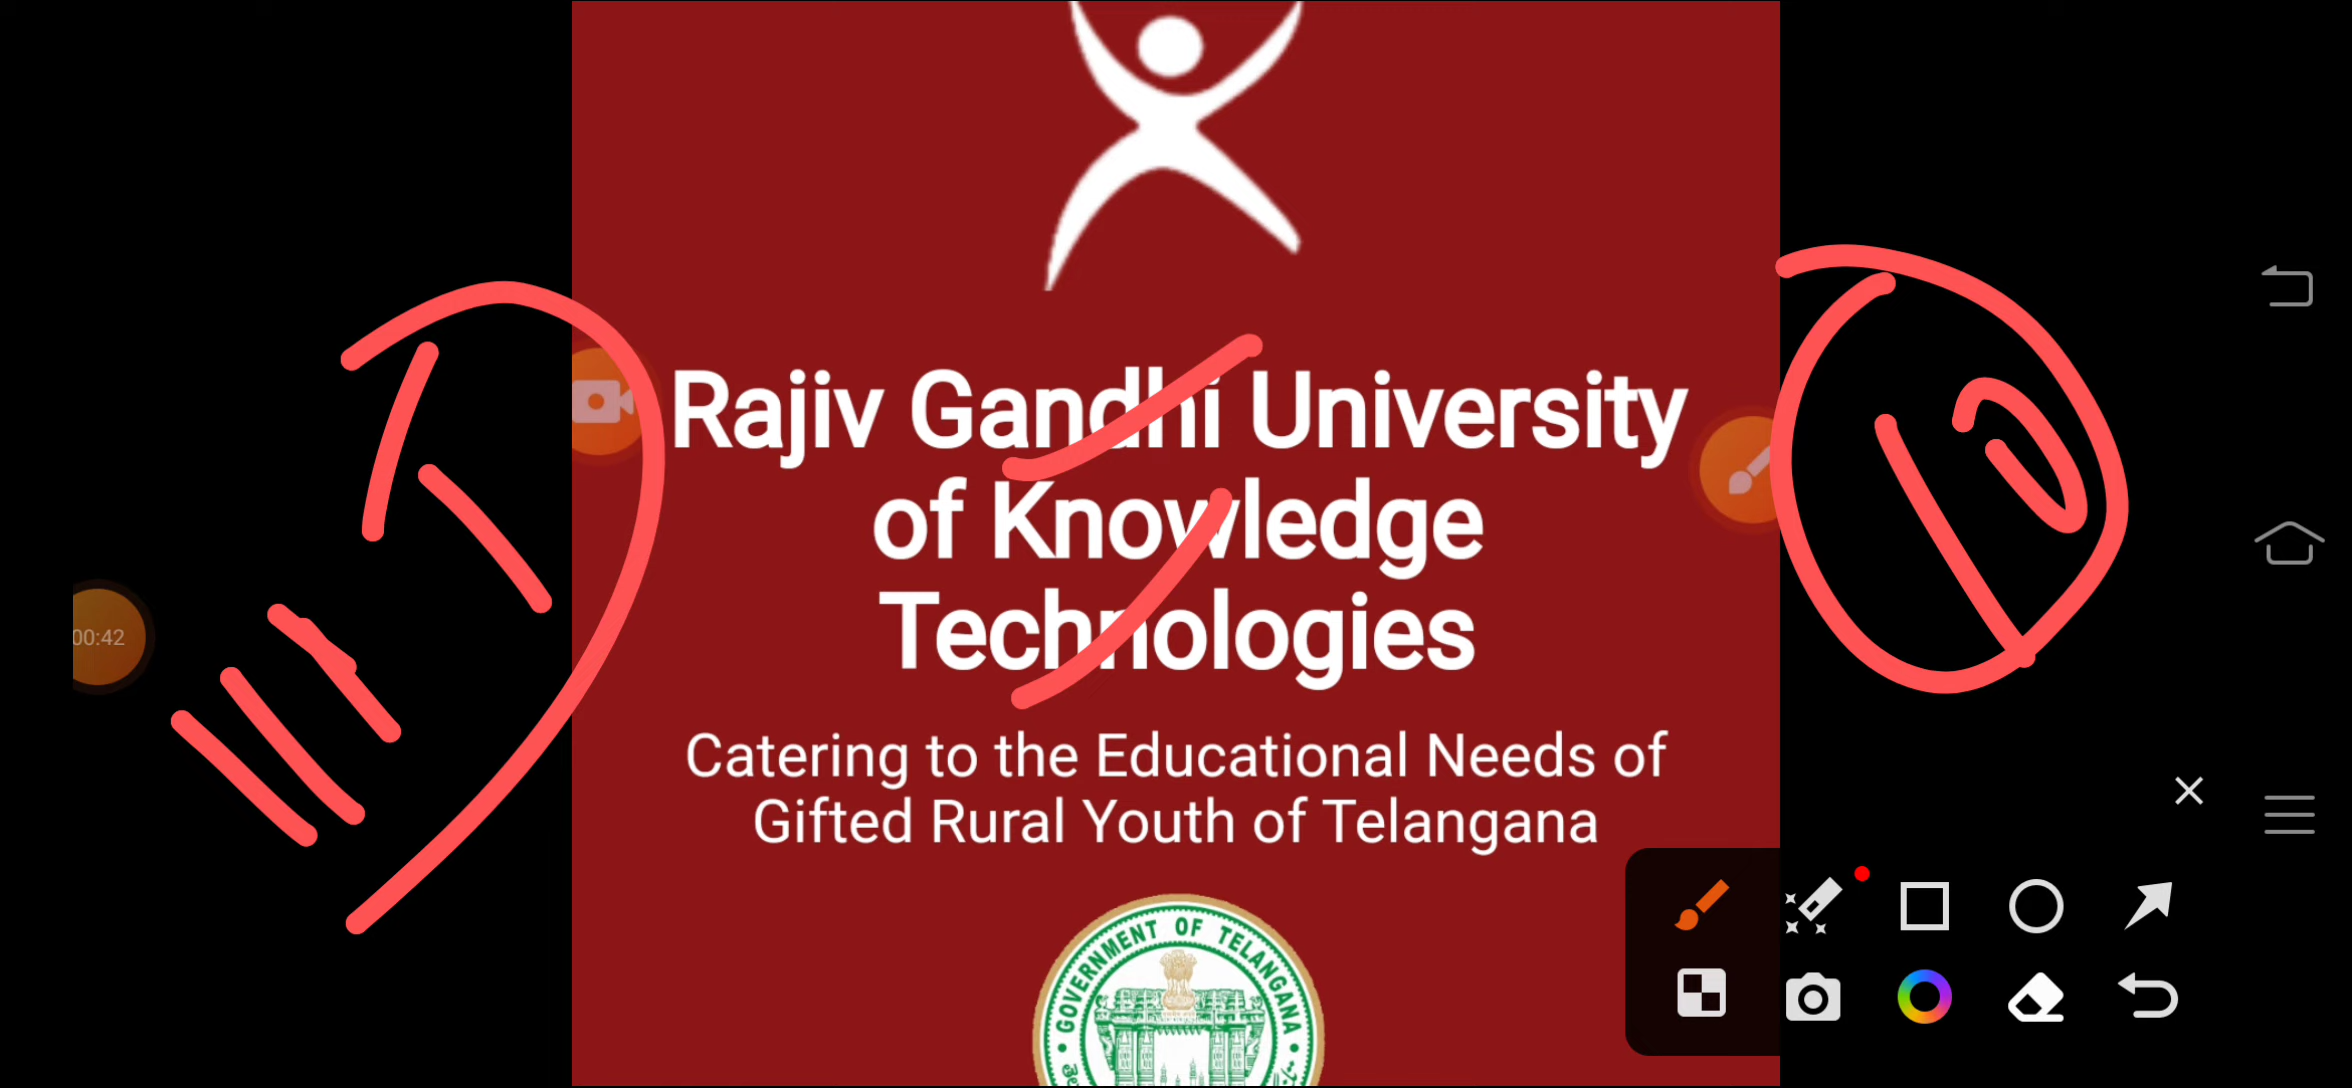 Rajiv Gandhi University
of Knowledge
Technologies
00:42
Catering to the Educational Needs of
Gifted Rural Youth of Telangana
GOVERNMENT OF TELANGANA